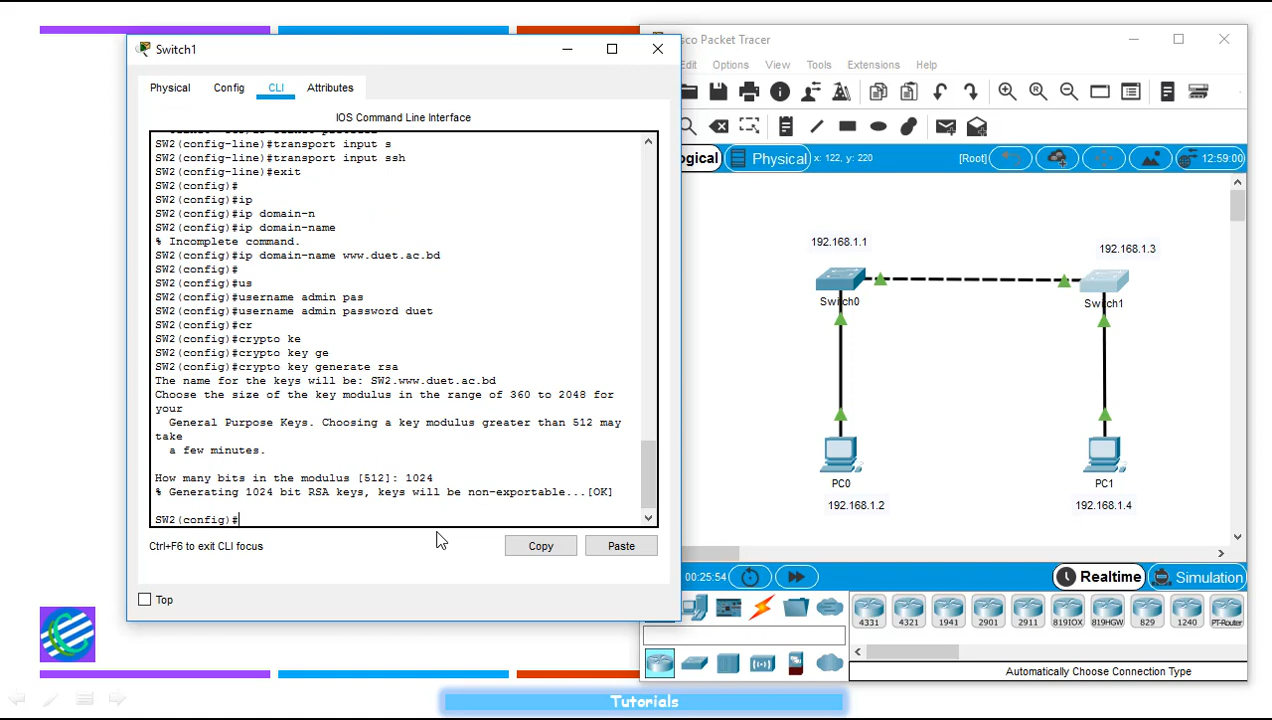 Switch1
Physical
Config
CLI
Attributes
IOS Command Line Interface
SW2(config-line)#transport input s
SW2(config-line)#transport input ssh
SW2(config-line)#exit
SW2(config)#
SW2(config)#ip
SW2(config)#ip domain-n
SW2(config)#ip domain-name
% Incomplete command.
SW2(config)#ip domain-name www.duet.ac.bd
SW2(config)#
SW2(config)#us
SW2(config)#username admin pas
SW2(config)#username admin password duet
SW2(config)#cr
SW2(config)#crypto ke
SW2(config)#crypto key ge
SW2(config)#crypto key generate rsa
The name for the keys will be: SW2.www.duet.ac.bd
Choose the size of the key modulus in the range of 360 to 2048 for
your
General Purpose Keys. Choosing a key modulus greater than 512 may
take
a few minutes.
How many bits in the modulus [512]: 1024
% Generating 1024 bit RSA keys, keys will be non-exportable...[OK]
SW2(config)#
Ctrl+F6 to exit CLI focus
Copy
Paste
Top
sco Packet Tracer
Edit Options View Tools Extensions Help
ogical
Physical
x: 122, y: 220
[Root]
12:59:00
192.168.1.1
192.168.1.3
Switch0
Switch1
PC0
PC1
192.168.1.2
192.168.1.4
00:25:54
Realtime
Simulation
4331 4321 1941 2901 2911 819IOX 819HGW 829 1240 PT-Router
Automatically Choose Connection Type
Tutorials